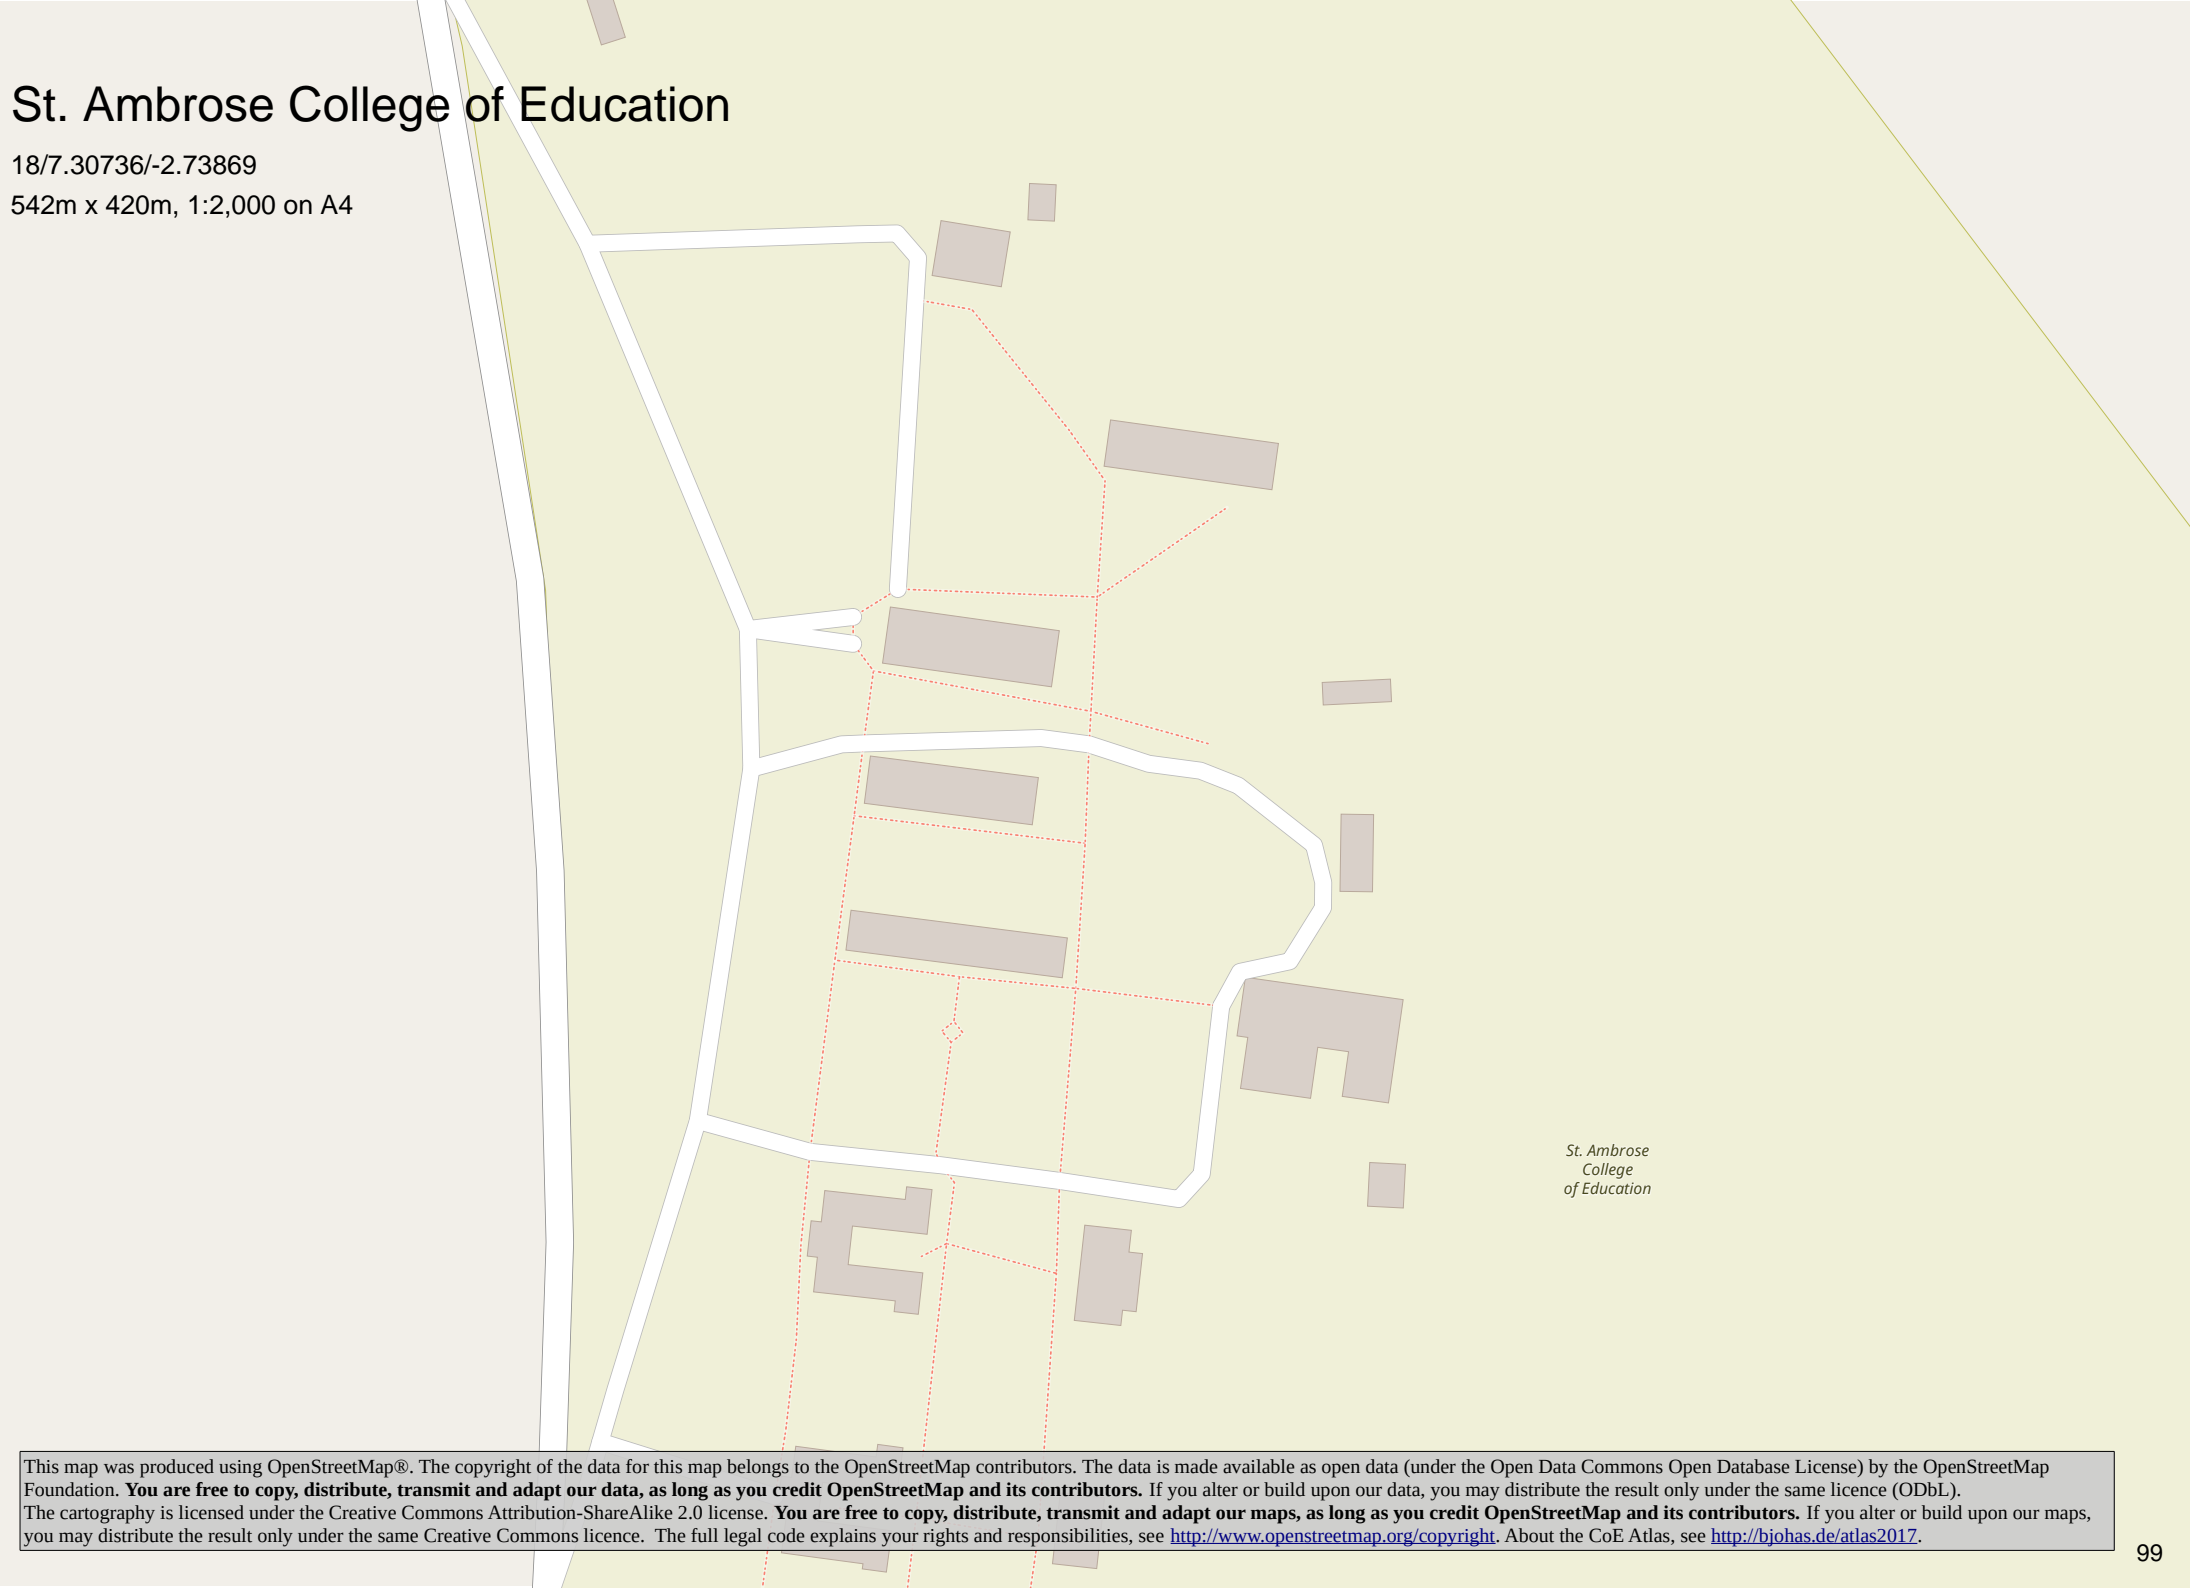 St. Ambrose College of Education
18/7.30736/-2.73869
542m x 420m, 1:2,000 on A4
St. Ambrose
College
of Education
This map was produced using OpenStreetMap®. The copyright of the data for this map belongs to the OpenStreetMap contributors. The data is made available as open data (under the Open Data Commons Open Database License) by the OpenStreetMap
Foundation. You are free to copy, distribute, transmit and adapt our data, as long as you credit OpenStreetMap and its contributors. If you alter or build upon our data, you may distribute the result only under the same licence (ODbL).
The cartography is licensed under the Creative Commons Attribution-ShareAlike 2.0 license. You are free to copy, distribute, transmit and adapt our maps, as long as you credit OpenStreetMap and its contributors. If you alter or build upon our maps,
you may distribute the result only under the same Creative Commons licence. The full legal code explains your rights and responsibilities, see http://www.openstreetmap.org/copyright. About the CoE Atlas, see http://bjohas.de/atlas2017.
99